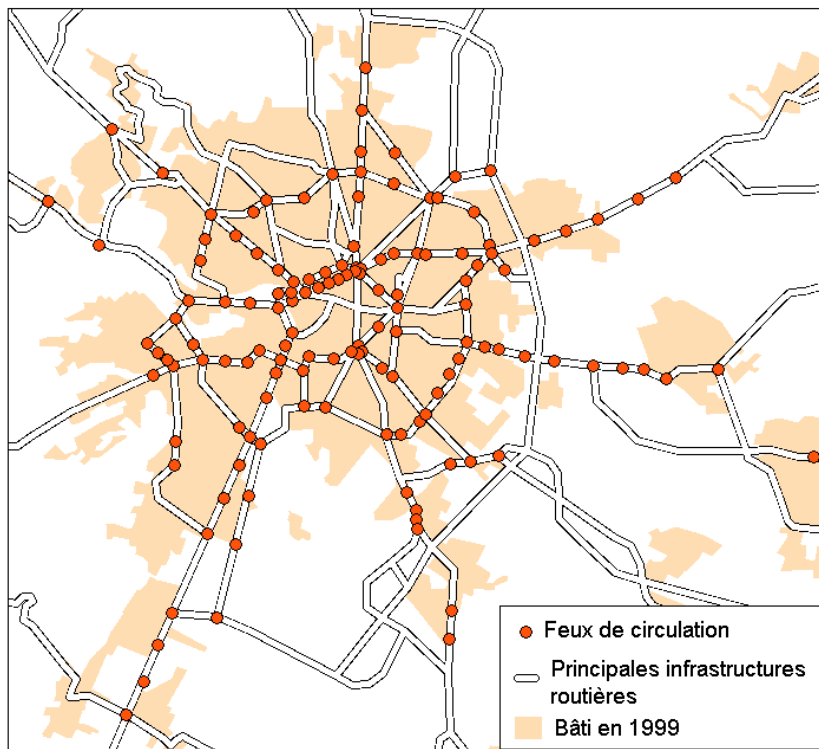 Feux de circulation
Principales infrastructures
routières
Bâti en 1999